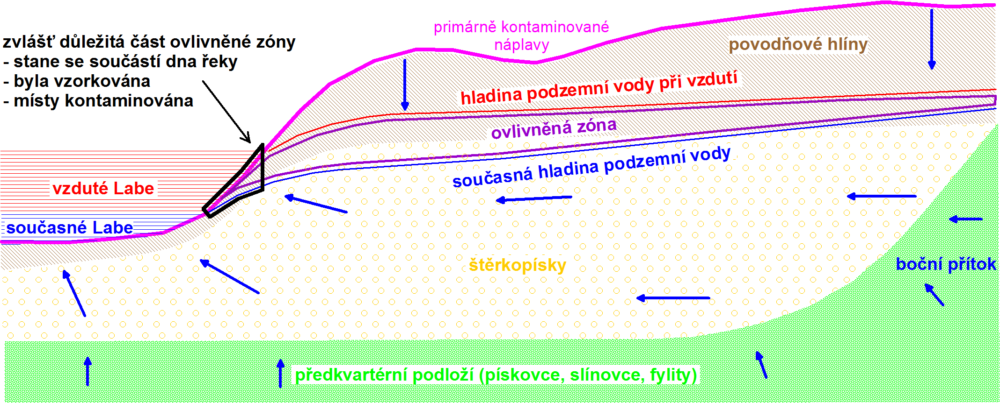 zvlášť důležitá část ovlivněné zóny
- stane se součástí dna řeky
- byla vzorkována
- místy kontaminována
primárně kontaminované
náplavy
povodňové hlíny
hladina podzemní vody při vzdutí
ovlivněná zóna
současná hladina podzemní vody
vzduté Labe
současné Labe
štěrkopísky
boční přítok
předkvartérní podloží (pískovce, slínovce, fylity)